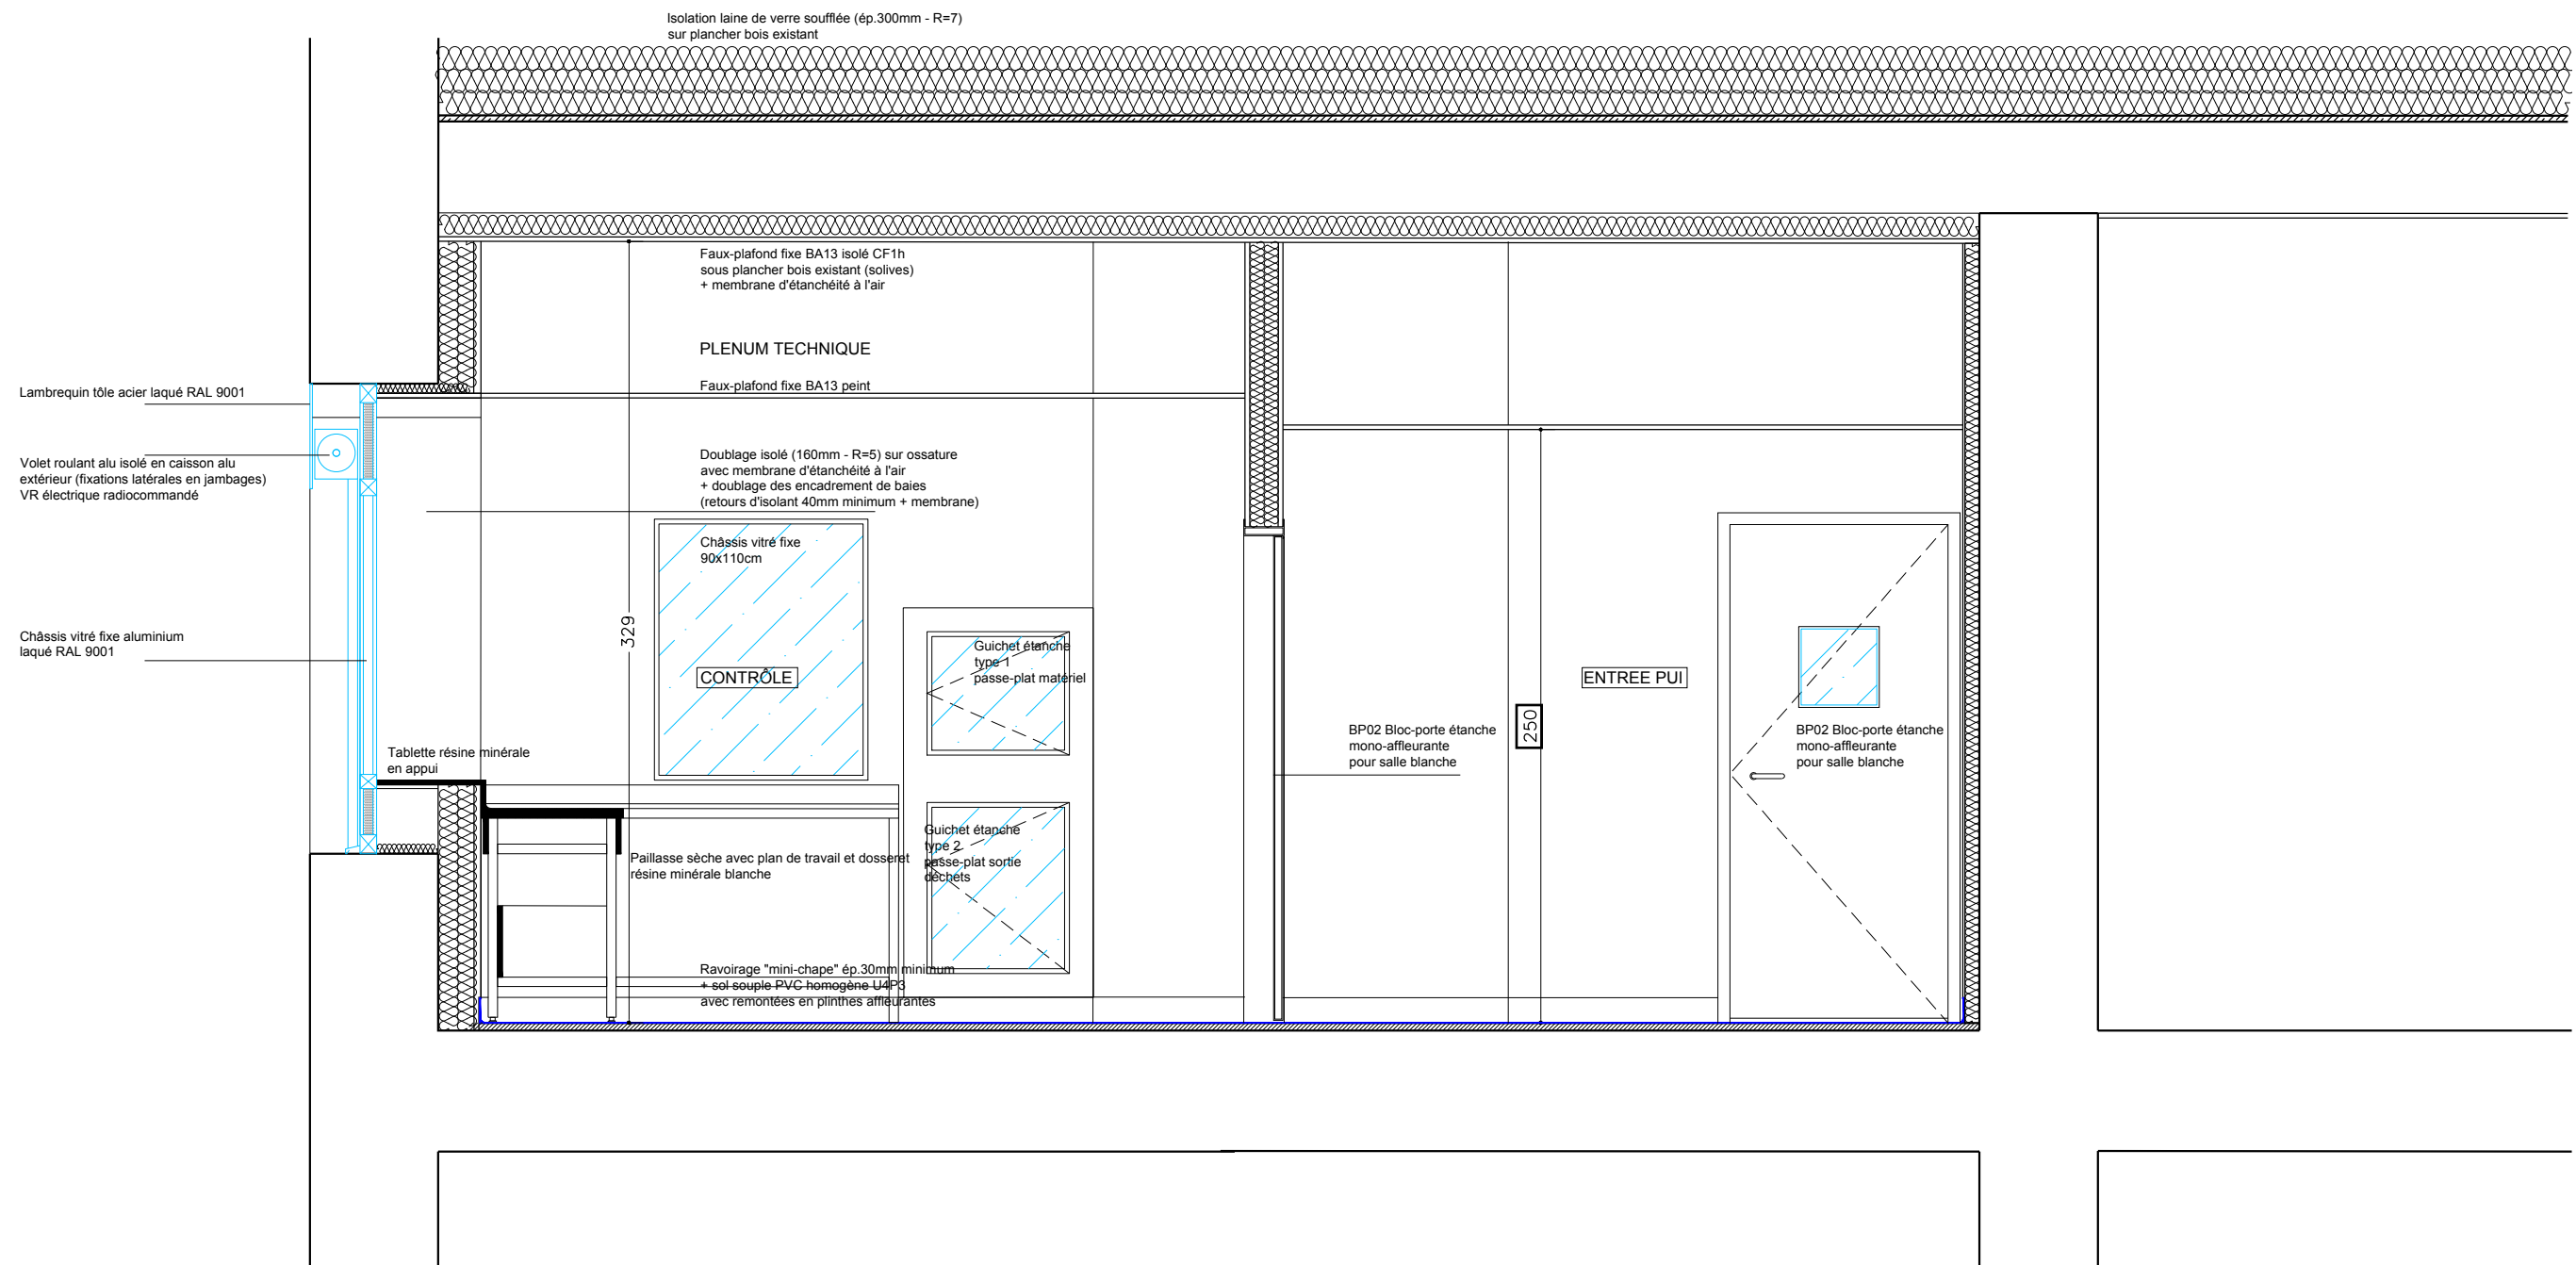 Isolation laine de verre soufflée (ép.300mm - R=7)
sur plancher bois existant
Faux-plafond fixe BA13 isolé CF1h
sous plancher bois existant (solives)
+ membrane d'étanchéité à l'air
PLENUM TECHNIQUE
Faux-plafond fixe BA13 peint
Lambrequin tôle acier laqué RAL 9001
Volet roulant alu isolé en caisson alu
extérieur (fixations latérales en jambages)
VR électrique radiocommandé
Doublage isolé (160mm - R=5) sur ossature
avec membrane d'étanchéité à l'air
+ doublage des encadrement de baies
(retours d'isolant 40mm minimum + membrane)
Châssis vitré fixe
90x110cm
329
Châssis vitré fixe aluminium
laqué RAL 9001
CONTRÔLE
Guichet étanche
type 1
passe-plat matériel
ENTREE PUI
250
BP02 Bloc-porte étanche
mono-affleurante
pour salle blanche
BP02 Bloc-porte étanche
mono-affleurante
pour salle blanche
Tablette résine minérale
en appui
Guichet étanche
type 2
passe-plat sortie
déchets
Paillasse sèche avec plan de travail et dosseret
résine minérale blanche
Ravoirage "mini-chape" ép.30mm minimum
+ sol souple PVC homogène U4P3
avec remontées en plinthes affleurantes